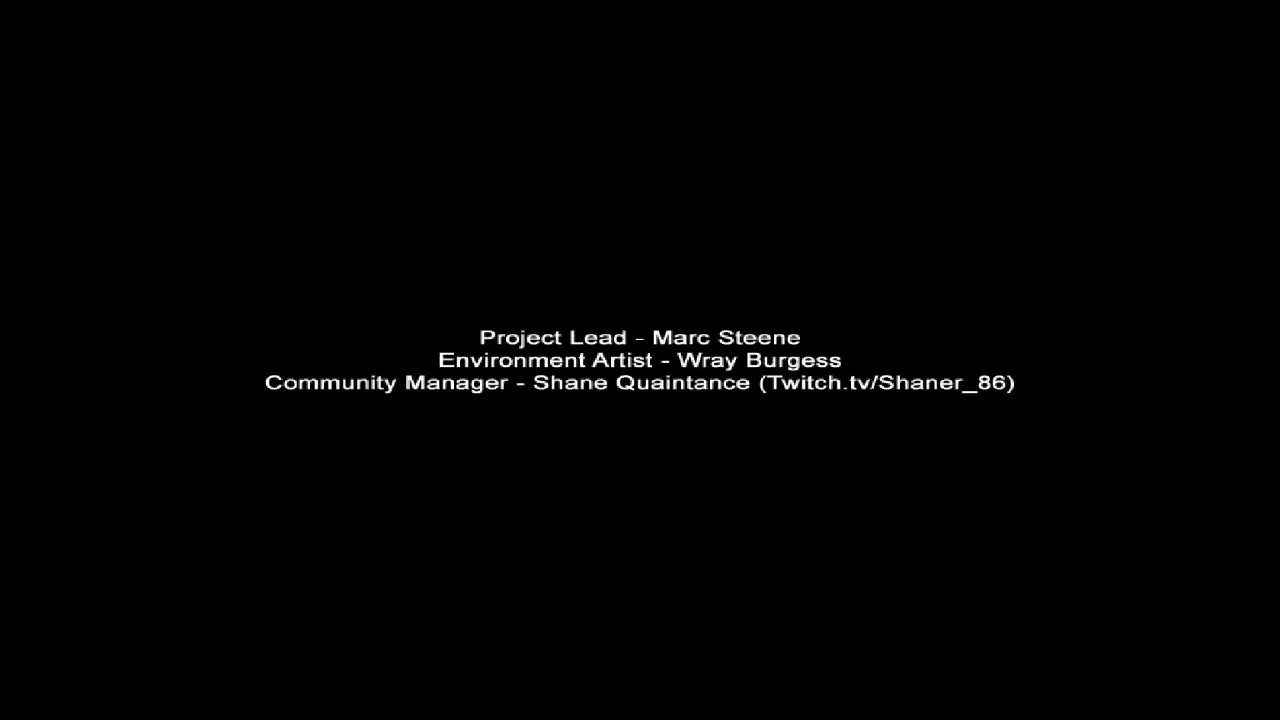 Project Lead - Marc Steene
Environment Artist - Wray Burgess
Community Manager - Shane Quaintance (Twitch.tv/Shaner_86)